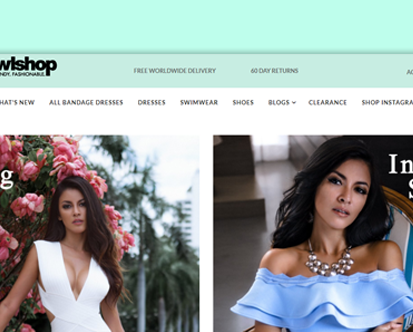 wlshop
NDY. FASHIONABLE.
FREE WORLDWIDE DELIVERY
60 DAY RETURNS
AC
HAT'S NEW
ALL BANDAGE DRESSES
DRESSES
SWIMWEAR
SHOES
BLOGS
CLEARANCE
SHOP INSTAGRA
g
In
S